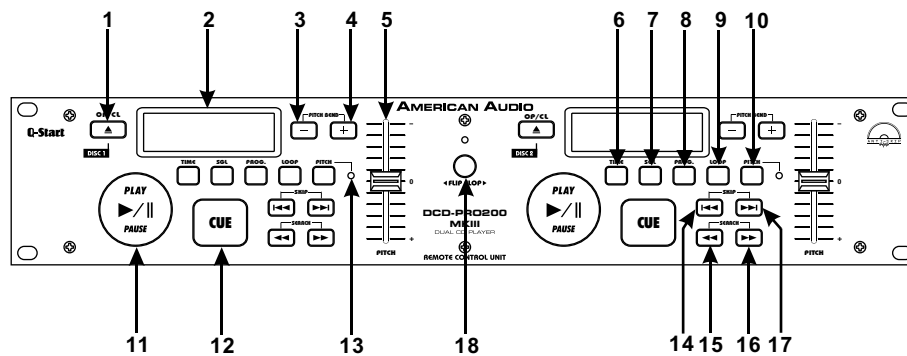 1 2 3 4 5 6 7 8 9 10
AMERICAN AUDIO
Q-Start
OP/CL
PITCH BEND
− +
DISC 1
TIME SGL PROG. LOOP PITCH
PLAY
PAUSE
CUE
SKIP
SEARCH
−
0
+
PITCH
◄ FLIP FLOP ►
DCD-PRO200
MKIII
DUAL CD PLAYER
REMOTE CONTROL UNIT
OP/CL
PITCH BEND
− +
DISC 2
TIME SGL PROG. LOOP PITCH
PLAY
PAUSE
CUE
SKIP
SEARCH
−
0
+
PITCH
11 12 13 18 14 15 16 17